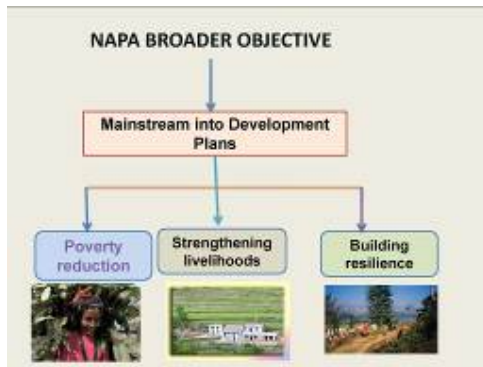 NAPA BROADER OBJECTIVE
Mainstream into Development
Plans
Poverty
reduction
Strengthening
livelihoods
Building
resilience